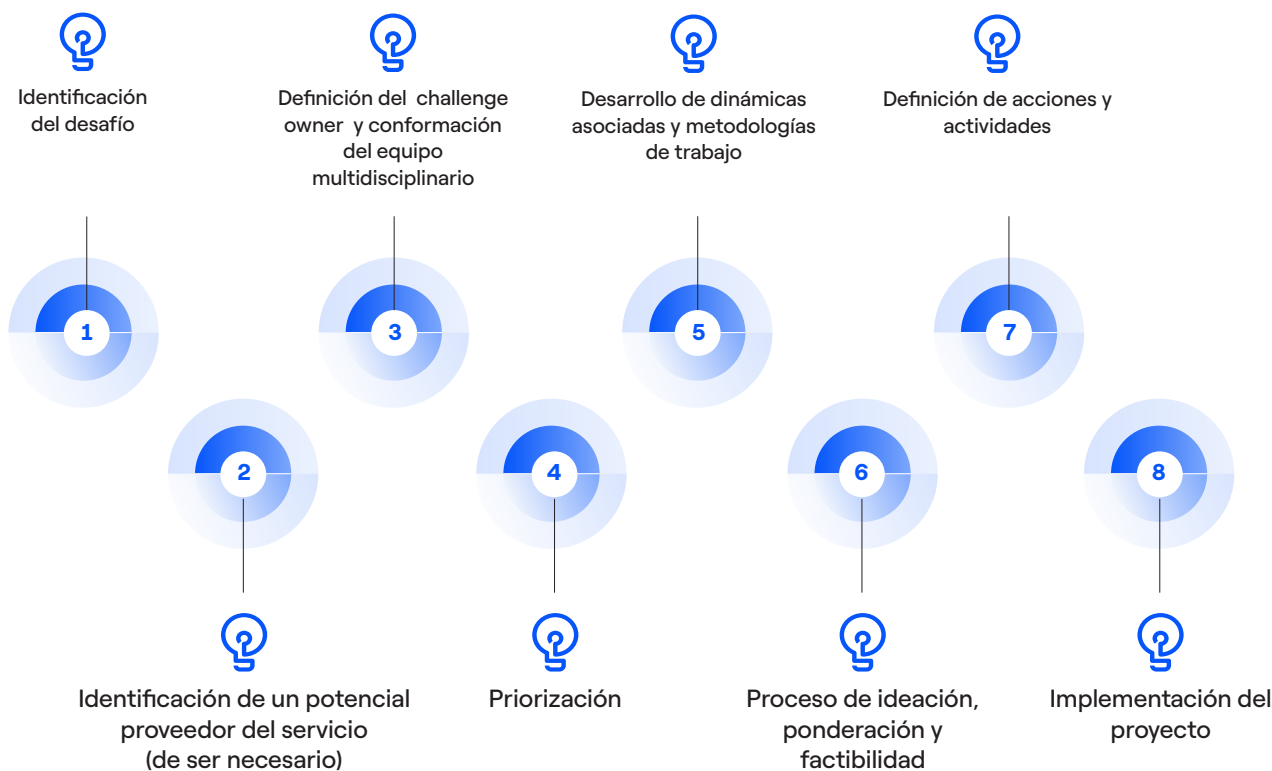 Identificación
del desafío
Definición del challenge
owner y conformación
del equipo
multidisciplinario
Desarrollo de dinámicas
asociadas y metodologías
de trabajo
Definición de acciones y
actividades
1
3
5
7
2
4
6
8
Identificación de un potencial
proveedor del servicio
(de ser necesario)
Priorización
Proceso de ideación,
ponderación y
factibilidad
Implementación del
proyecto